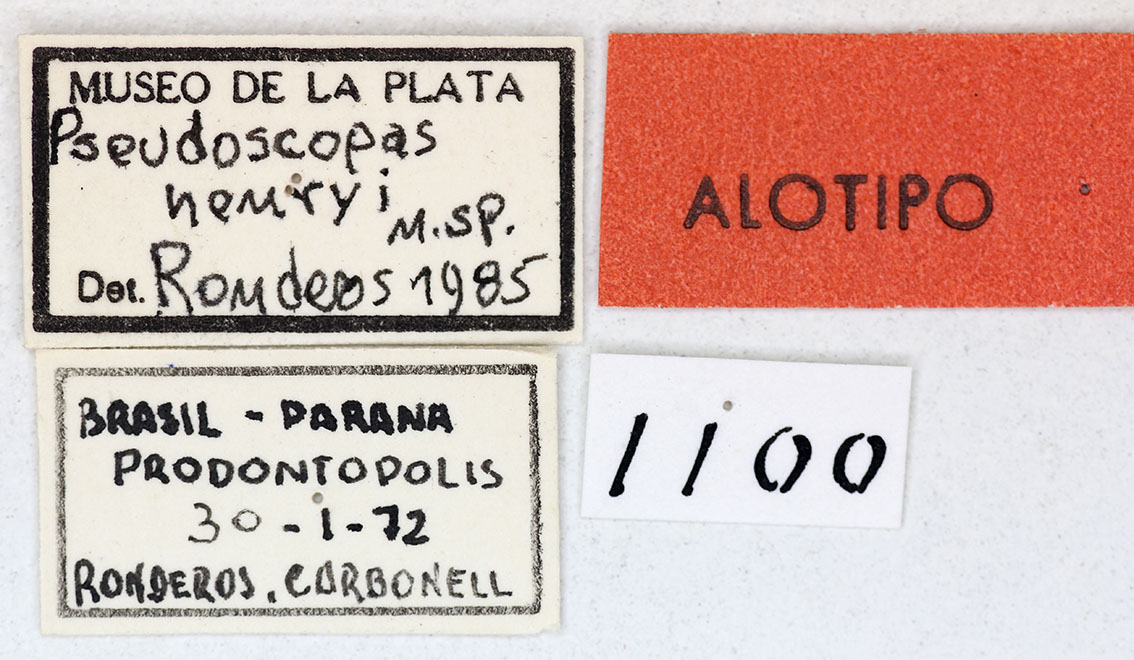 MUSEO DE LA PLATA
Pseudoscopas
henryi
M.SP.
Det. Ronderos 1985
ALOTIPO
BRASIL - PARANA
PRODONTOPOLIS
30-1-72
RONDEROS. CARBONELL
1100